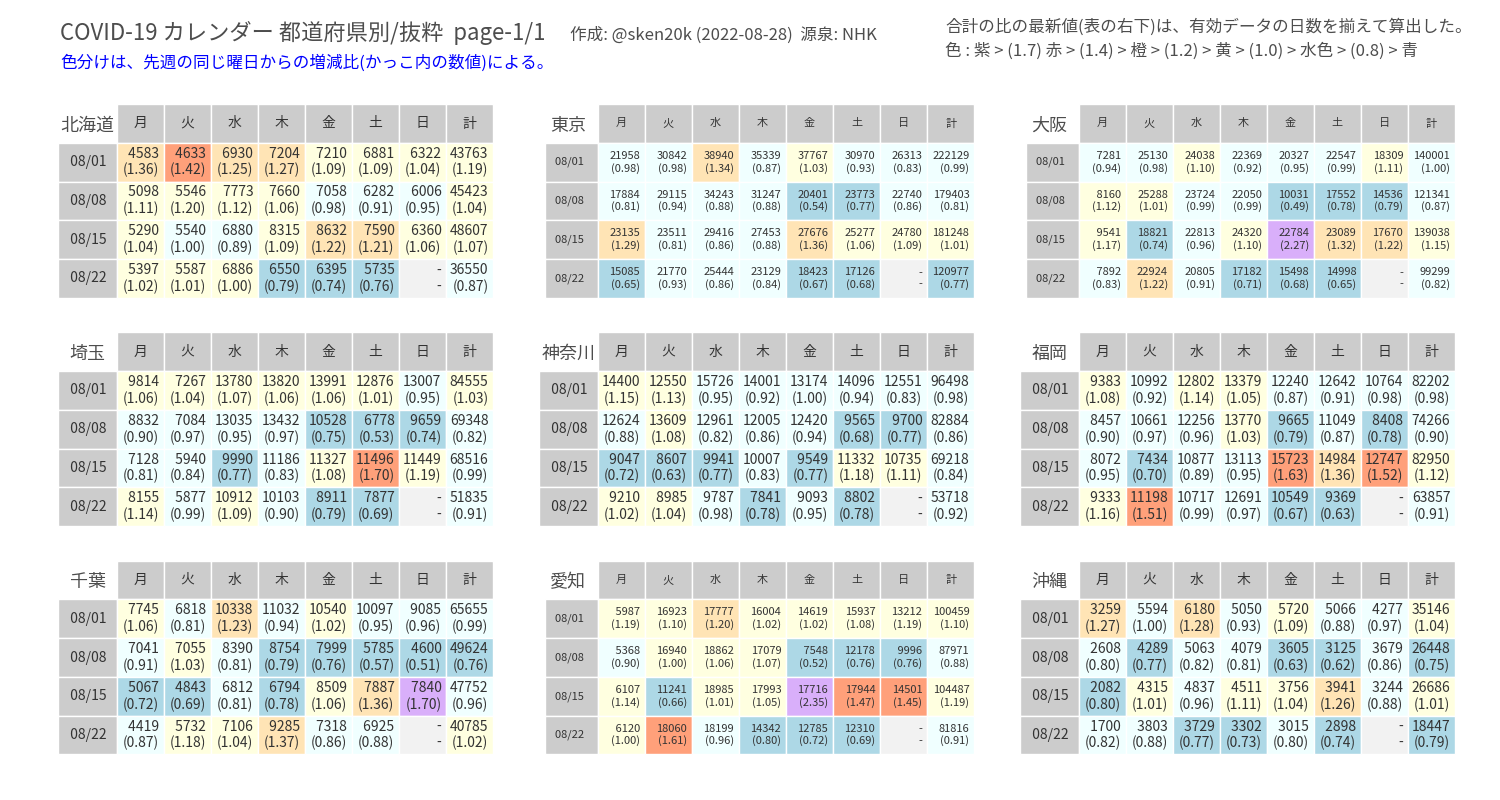 COVID-19 カレンダー 都道府県別/抜粋 page-1/1 作成: @sken20k (2022-08-28) 源泉: NHK
合計の比の最新値(表の右下)は、有効データの日数を揃えて算出した。
色分けは、先週の同じ曜日からの増減比(かっこ内の数値)による。
色 : 紫 > (1.7) 赤 > (1.4) 橙 > (1.2) > 黄 > (1.0) > 水色 > (0.8) > 青
北海道 月 火 水 木 金 土 日 計
08/01 4583 4633 6930 7204 7210 6881 6322 43763
(1.36) (1.42) (1.25) (1.27) (1.09) (1.09) (1.04) (1.19)
08/08 5098 5546 7773 7660 7058 6282 6006 45423
(1.11) (1.20) (1.12) (1.06) (0.98) (0.91) (0.95) (1.04)
08/15 5290 5540 6880 8315 8632 7590 6360 48607
(1.04) (1.00) (0.89) (1.09) (1.22) (1.21) (1.06) (1.07)
08/22 5397 5587 6886 6550 6395 5735 - 36550
(1.02) (1.01) (1.00) (0.79) (0.74) (0.76) - (0.87)
東京 月 火 水 木 金 土 日 計
08/01 21958 30842 38940 35339 37767 30970 26313 222129
(0.98) (0.98) (1.34) (0.87) (1.03) (0.93) (0.83) (0.99)
08/08 17884 29115 34243 31247 20401 23773 22740 179403
(0.81) (0.94) (0.88) (0.88) (0.54) (0.77) (0.86) (0.81)
08/15 23135 23511 29416 27453 27676 25277 24780 181248
(1.29) (0.81) (0.86) (0.88) (1.36) (1.06) (1.09) (1.01)
08/22 15085 21770 25444 23129 18423 17126 - 120977
(0.65) (0.93) (0.86) (0.84) (0.67) (0.68) - (0.77)
大阪 月 火 水 木 金 土 日 計
08/01 7281 25130 24038 22369 20327 22547 18309 140001
(0.94) (0.98) (1.10) (0.92) (0.95) (0.99) (1.11) (1.00)
08/08 8160 25288 23724 22050 10031 17552 14536 121341
(1.12) (1.01) (0.99) (0.99) (0.49) (0.78) (0.79) (0.87)
08/15 9541 18821 22813 24320 22784 23089 17670 139038
(1.17) (0.74) (0.96) (1.10) (2.27) (1.32) (1.22) (1.15)
08/22 7892 22924 20805 17182 15498 14998 - 99299
(0.83) (1.22) (0.91) (0.71) (0.68) (0.65) - (0.82)
埼玉 月 火 水 木 金 土 日 計
08/01 9814 7267 13780 13820 13991 12876 13007 84555
(1.06) (1.04) (1.07) (1.06) (1.06) (1.01) (0.95) (1.03)
08/08 8832 7084 13035 13432 10528 6778 9659 69348
(0.90) (0.97) (0.95) (0.97) (0.75) (0.53) (0.74) (0.82)
08/15 7128 5940 9990 11186 11327 11496 11449 68516
(0.81) (0.84) (0.77) (0.83) (1.08) (1.70) (1.19) (0.99)
08/22 8155 5877 10912 10103 8911 7877 - 51835
(1.14) (0.99) (1.09) (0.90) (0.79) (0.69) - (0.91)
神奈川 月 火 水 木 金 土 日 計
08/01 14400 12550 15726 14001 13174 14096 12551 96498
(1.15) (1.13) (0.95) (0.92) (1.00) (0.94) (0.83) (0.98)
08/08 12624 13609 12961 12005 12420 9565 9700 82884
(0.88) (1.08) (0.82) (0.86) (0.94) (0.68) (0.77) (0.86)
08/15 9047 8607 9941 10007 9549 11332 10735 69218
(0.72) (0.63) (0.77) (0.83) (0.77) (1.18) (1.11) (0.84)
08/22 9210 8985 9787 7841 9093 8802 - 53718
(1.02) (1.04) (0.98) (0.78) (0.95) (0.78) - (0.92)
福岡 月 火 水 木 金 土 日 計
08/01 9383 10992 12802 13379 12240 12642 10764 82202
(1.08) (0.92) (1.14) (1.05) (0.87) (0.91) (0.98) (0.98)
08/08 8457 10661 12256 13770 9665 11049 8408 74266
(0.90) (0.97) (0.96) (1.03) (0.79) (0.87) (0.78) (0.90)
08/15 8072 7434 10877 13113 15723 14984 12747 82950
(0.95) (0.70) (0.89) (0.95) (1.63) (1.36) (1.52) (1.12)
08/22 9333 11198 10717 12691 10549 9369 - 63857
(1.16) (1.51) (0.99) (0.97) (0.67) (0.63) - (0.91)
千葉 月 火 水 木 金 土 日 計
08/01 7745 6818 10338 11032 10540 10097 9085 65655
(1.06) (0.81) (1.23) (0.94) (1.02) (0.95) (0.96) (0.99)
08/08 7041 7055 8390 8754 7999 5785 4600 49624
(0.91) (1.03) (0.81) (0.79) (0.76) (0.57) (0.51) (0.76)
08/15 5067 4843 6812 6794 8509 7887 7840 47752
(0.72) (0.69) (0.81) (0.78) (1.06) (1.36) (1.70) (0.96)
08/22 4419 5732 7106 9285 7318 6925 - 40785
(0.87) (1.18) (1.04) (1.37) (0.86) (0.88) - (1.02)
愛知 月 火 水 木 金 土 日 計
08/01 5987 16923 17777 16004 14619 15937 13212 100459
(1.19) (1.10) (1.20) (1.02) (1.02) (1.08) (1.19) (1.10)
08/08 5368 16940 18862 17079 7548 12178 9996 87971
(0.90) (1.00) (1.06) (1.07) (0.52) (0.76) (0.76) (0.88)
08/15 6107 11241 18985 17993 17716 17944 14501 104487
(1.14) (0.66) (1.01) (1.05) (2.35) (1.47) (1.45) (1.19)
08/22 6120 18060 18199 14342 12785 12310 - 81816
(1.00) (1.61) (0.96) (0.80) (0.72) (0.69) - (0.91)
沖縄 月 火 水 木 金 土 日 計
08/01 3259 5594 6180 5050 5720 5066 4277 35146
(1.27) (1.00) (1.28) (0.93) (1.09) (0.88) (0.97) (1.04)
08/08 2608 4289 5063 4079 3605 3125 3679 26448
(0.80) (0.77) (0.82) (0.81) (0.63) (0.62) (0.86) (0.75)
08/15 2082 4315 4837 4511 3756 3941 3244 26686
(0.80) (1.01) (0.96) (1.11) (1.04) (1.26) (0.88) (1.01)
08/22 1700 3803 3729 3302 3015 2898 - 18447
(0.82) (0.88) (0.77) (0.73) (0.80) (0.74) - (0.79)